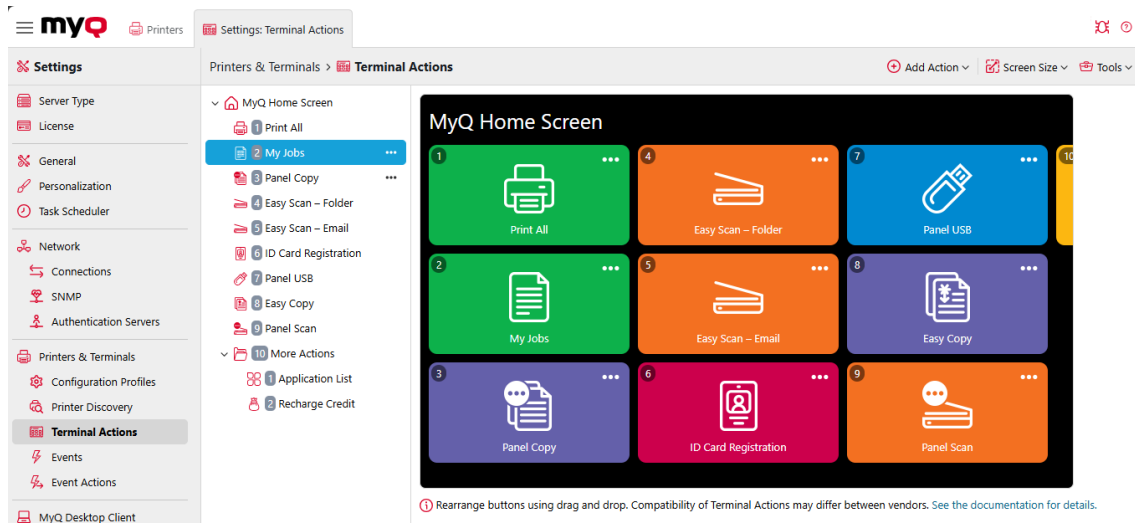 myQ
Printers
Settings: Terminal Actions
Settings
Printers & Terminals > Terminal Actions
Add Action
Screen Size
Tools
Server Type
License
General
Personalization
Task Scheduler
Network
Connections
SNMP
Authentication Servers
Printers & Terminals
Configuration Profiles
Printer Discovery
Terminal Actions
Events
Event Actions
MyQ Desktop Client
MyQ Home Screen
1 Print All
2 My Jobs
3 Panel Copy
4 Easy Scan – Folder
5 Easy Scan – Email
6 ID Card Registration
7 Panel USB
8 Easy Copy
9 Panel Scan
10 More Actions
1 Application List
2 Recharge Credit
MyQ Home Screen
1
Print All
4
Easy Scan – Folder
7
Panel USB
10
2
My Jobs
5
Easy Scan – Email
8
Easy Copy
3
Panel Copy
6
ID Card Registration
9
Panel Scan
Rearrange buttons using drag and drop. Compatibility of Terminal Actions may differ between vendors. See the documentation for details.